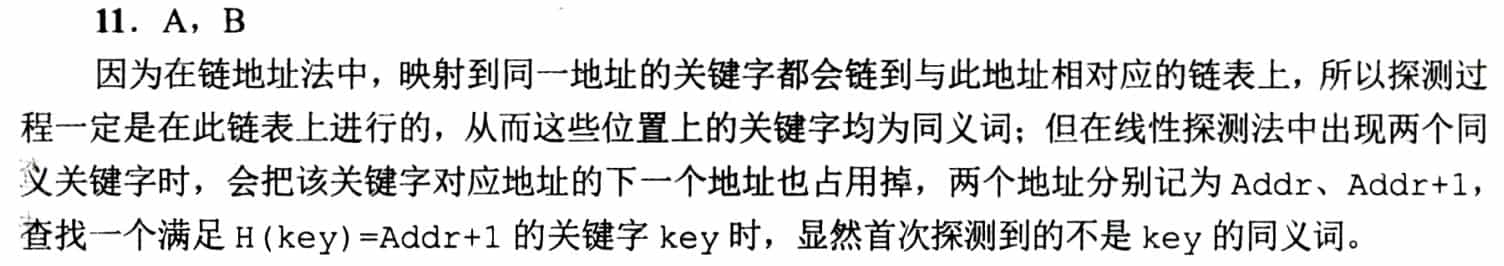 11．A，B
因为在链地址法中，映射到同一地址的关键字都会链到与此地址相对应的链表上，所以探测过
程一定是在此链表上进行的，从而这些位置上的关键字均为同义词；但在线性探测法中出现两个同
义关键字时，会把该关键字对应地址的下一个地址也占用掉，两个地址分别记为 Addr、Addr+1，
查找一个满足 H(key)=Addr+1 的关键字 key 时，显然首次探测到的不是 key 的同义词。